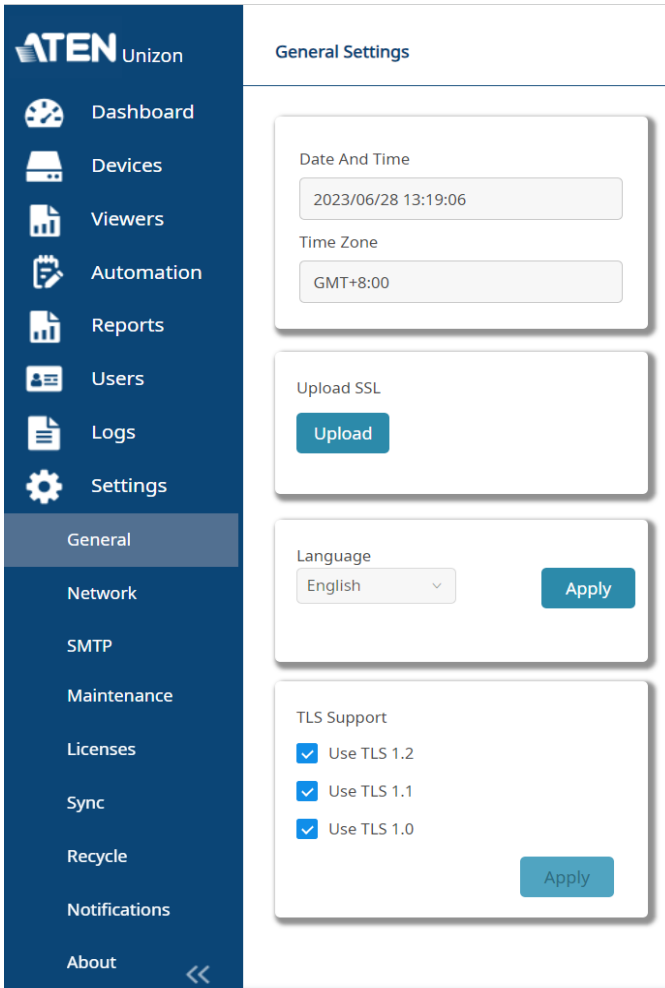 ATEN Unizon
Dashboard
Devices
Viewers
Automation
Reports
Users
Logs
Settings
General
Network
SMTP
Maintenance
Licenses
Sync
Recycle
Notifications
About
General Settings
Date And Time
2023/06/28 13:19:06
Time Zone
GMT+8:00
Upload SSL
Upload
Language
English
Apply
TLS Support
Use TLS 1.2
Use TLS 1.1
Use TLS 1.0
Apply